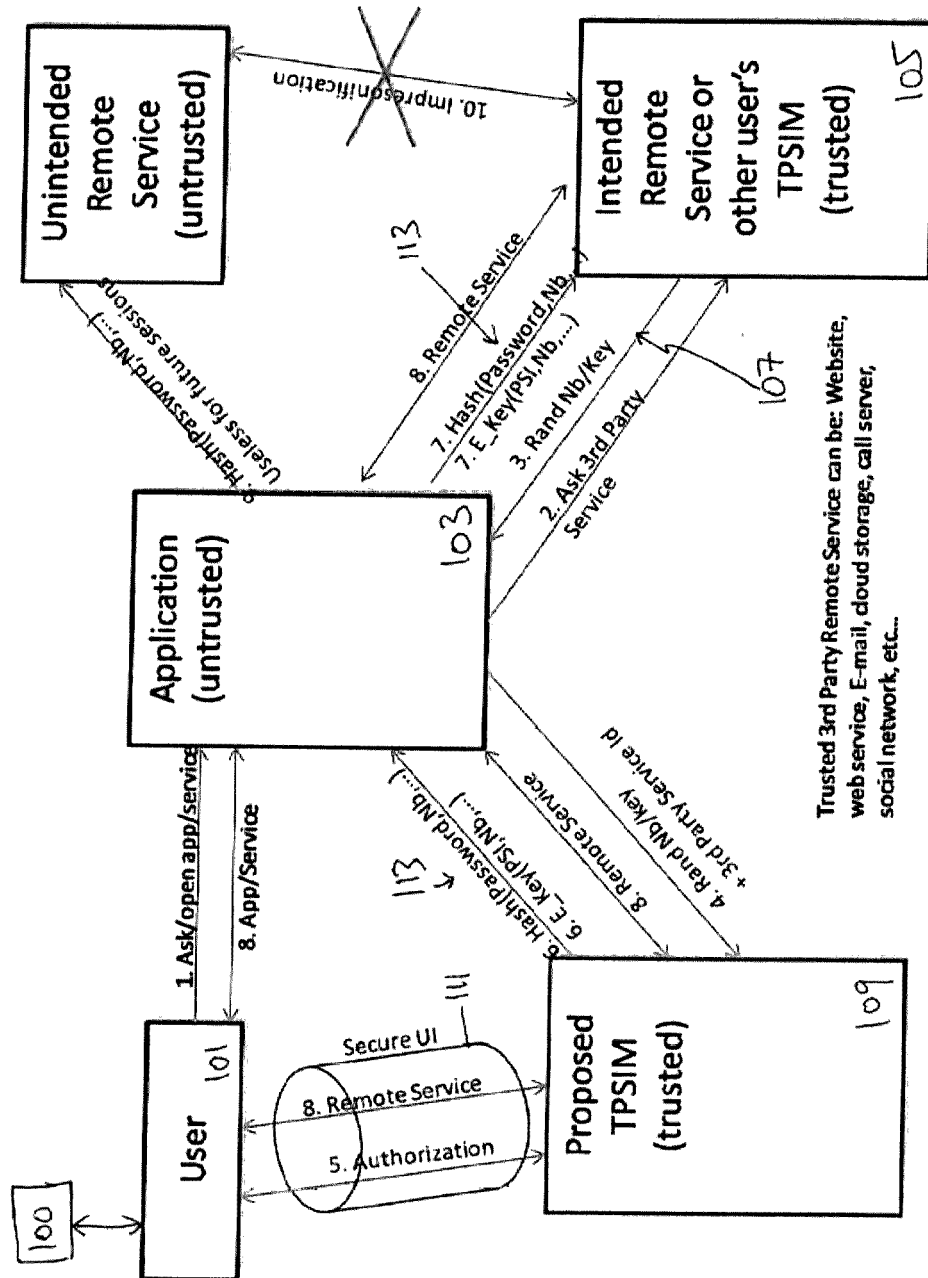 100
User
101
1. Ask/open app/service
8. App/Service
Application
(untrusted)
103
9. Hash(Password,Nb,...)
Useless for future sessions
Unintended
Remote
Service
(untrusted)
10. Impresonification
Secure UI
111
5. Authorization
8. Remote Service
Proposed
TPSIM
(trusted)
109
113
6. Hash(Password,Nb,...)
6. E_Key(PSI,Nb,...)
8. Remote Service
4. Rand Nb/key
+ 3rd Party Service Id
113
8. Remote Service
7. Hash(Password,Nb,...)
7. E_Key(PSI,Nb,...)
3. Rand Nb/Key
2. Ask 3rd Party
Service
107
Intended
Remote
Service or
other user's
TPSIM
(trusted)
105
Trusted 3rd Party Remote Service can be: Website,
web service, E-mail, cloud storage, call server,
social network, etc...